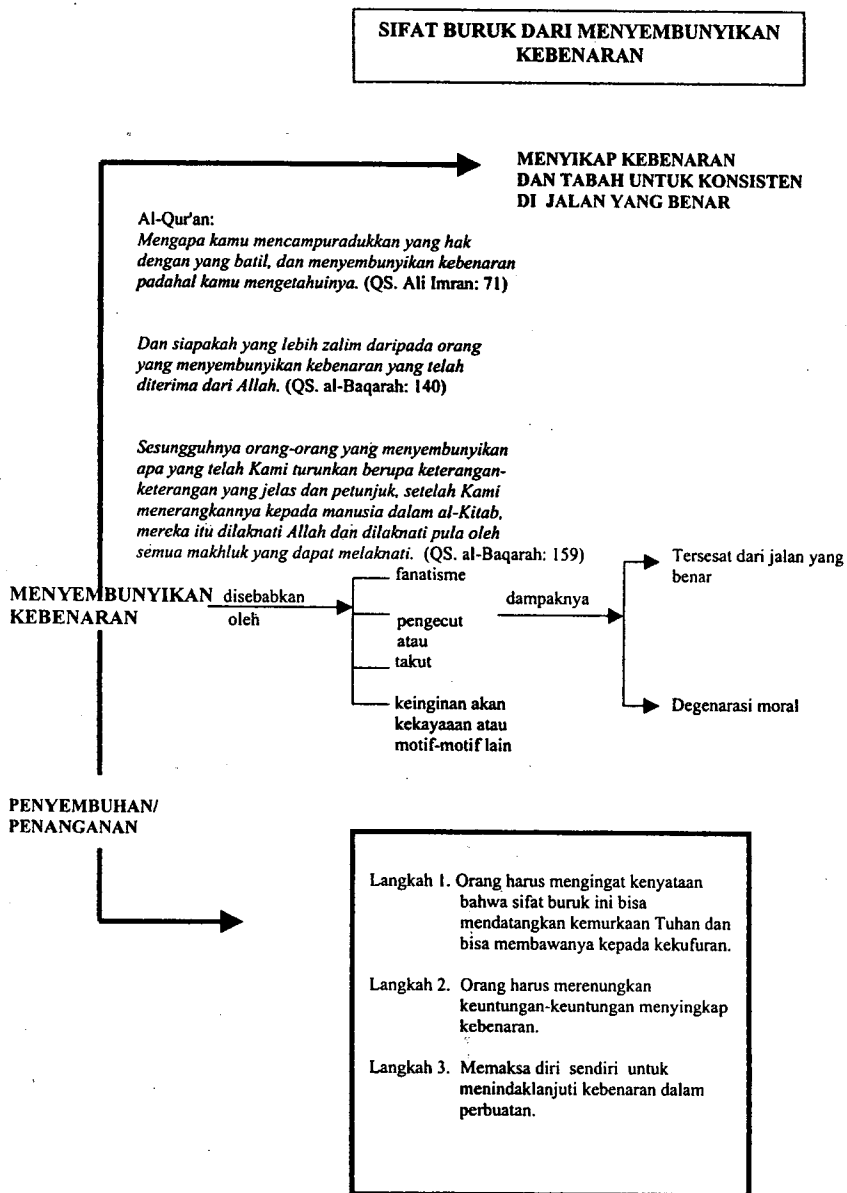 SIFAT BURUK DARI MENYEMBUNYIKAN
KEBENARAN
MENYIKAP KEBENARAN
DAN TABAH UNTUK KONSISTEN
DI JALAN YANG BENAR
Al-Qur'an:
Mengapa kamu mencampuradukkan yang hak
dengan yang batil, dan menyembunyikan kebenaran
padahal kamu mengetahuinya. (QS. Ali Imran: 71)
Dan siapakah yang lebih zalim daripada orang
yang menyembunyikan kebenaran yang telah
diterima dari Allah. (QS. al-Baqarah: 140)
Sesungguhnya orang-orang yang menyembunyikan
apa yang telah Kami turunkan berupa keterangan-
keterangan yang jelas dan petunjuk, setelah Kami
menerangkannya kepada manusia dalam al-Kitab,
mereka itu dilaknati Allah dan dilaknati pula oleh
semua makhluk yang dapat melaknati. (QS. al-Baqarah: 159)
MENYEMBUNYIKAN
KEBENARAN
disebabkan
oleh
fanatisme
pengecut
atau
takut
keinginan akan
kekayaaan atau
motif-motif lain
dampaknya
Tersesat dari jalan yang
benar
Degenarasi moral
PENYEMBUHAN/
PENANGANAN
Langkah 1. Orang harus mengingat kenyataan
bahwa sifat buruk ini bisa
mendatangkan kemurkaan Tuhan dan
bisa membawanya kepada kekufuran.
Langkah 2. Orang harus merenungkan
keuntungan-keuntungan menyingkap
kebenaran.
Langkah 3. Memaksa diri sendiri untuk
menindaklanjuti kebenaran dalam
perbuatan.